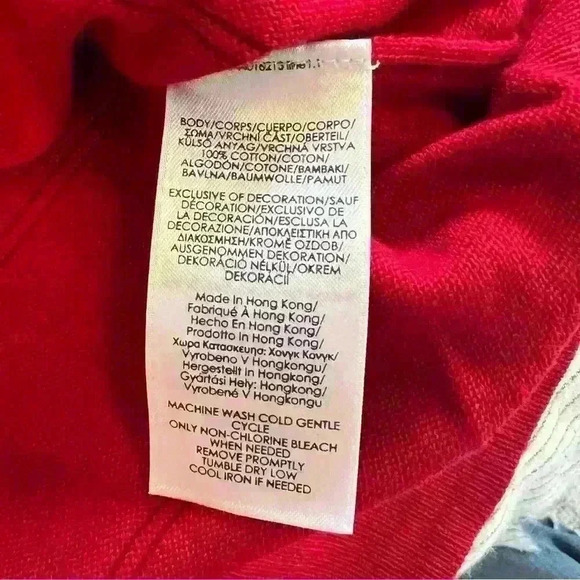 BODY/CORPS/CUERPO/CORPO/
ΣΩΜΑ/VRCHNÍ ČÁST/OBERTEIL/
KÜLSŐ ANYAG/VRCHNÁ VRSTVA
100% COTTON/COTON/
ALGODÓN/COTONE/ΒΑΜΒΑΚΙ/
BAVLNA/BAUMWOLLE/PAMUT
EXCLUSIVE OF DECORATION/SAUF
DÉCORATION/EXCLUSIVO DE
LA DECORACIÓN/ESCLUSA LA
DECORAZIONE/ΑΠΟΚΛΕΙΣΤΙΚΗ ΑΠΟ
ΔΙΑΚΟΣΜΗΣΗ/KROMĚ OZDOB/
AUSGENOMMEN DEKORATION/
DEKORÁCIÓ NÉLKÜL/OKREM
DEKORÁCIÍ
Made In Hong Kong/
Fabriqué À Hong Kong/
Hecho En Hong Kong/
Prodotto In Hong Kong/
Χωρα Κατασκευης: Χονγκ Κονγκ/
Vyrobeno V Hongkongu/
Hergestellt in Hongkong/
Gyártási Hely: Hongkong/
Vyrobené V Hongkongu
MACHINE WASH COLD GENTLE
CYCLE
ONLY NON-CHLORINE BLEACH
WHEN NEEDED
REMOVE PROMPTLY
TUMBLE DRY LOW
COOL IRON IF NEEDED